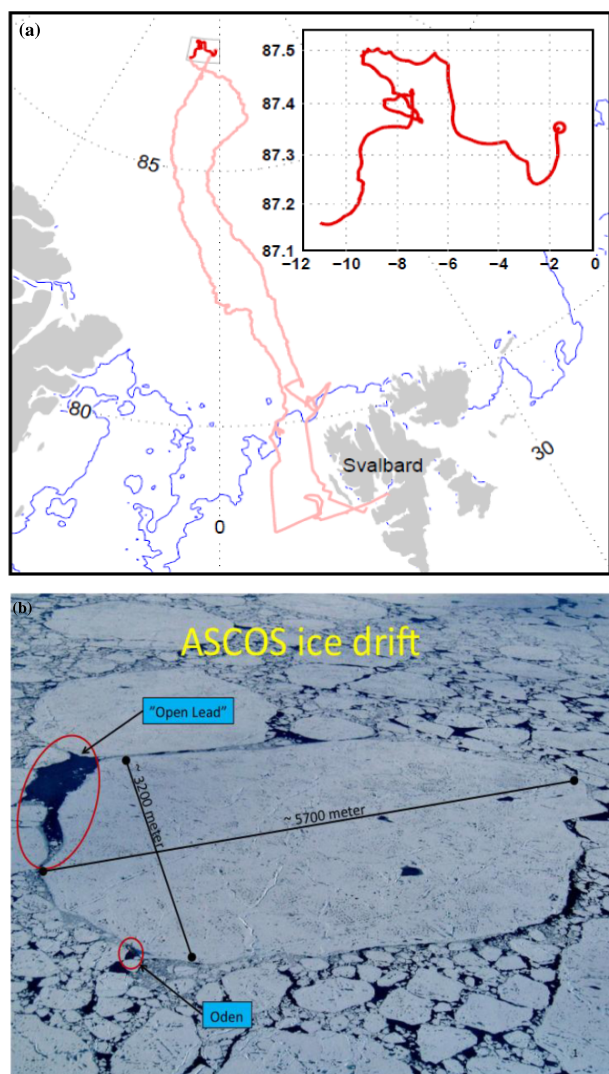 (a)
87.5
87.4
87.3
87.2
87.1
−12 −10 −8 −6 −4 −2 0
85
80
Svalbard
30
0
(b)
ASCOS ice drift
"Open Lead"
~ 3200 meter
~ 5700 meter
Oden
1